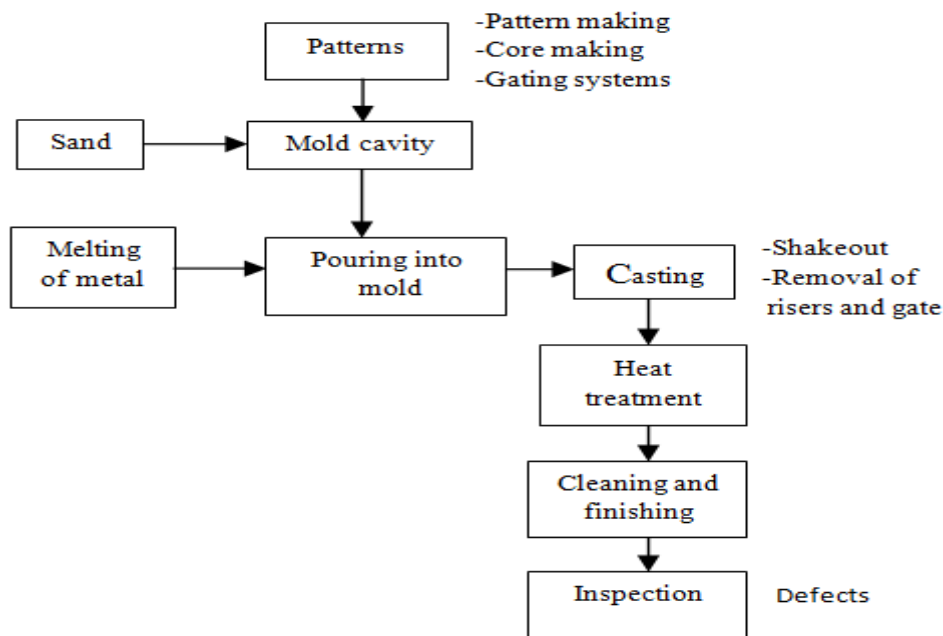 Patterns
-Pattern making
-Core making
-Gating systems
Sand
Mold cavity
Melting
of metal
Pouring into
mold
Casting
-Shakeout
-Removal of
risers and gate
Heat
treatment
Cleaning and
finishing
Inspection
Defects